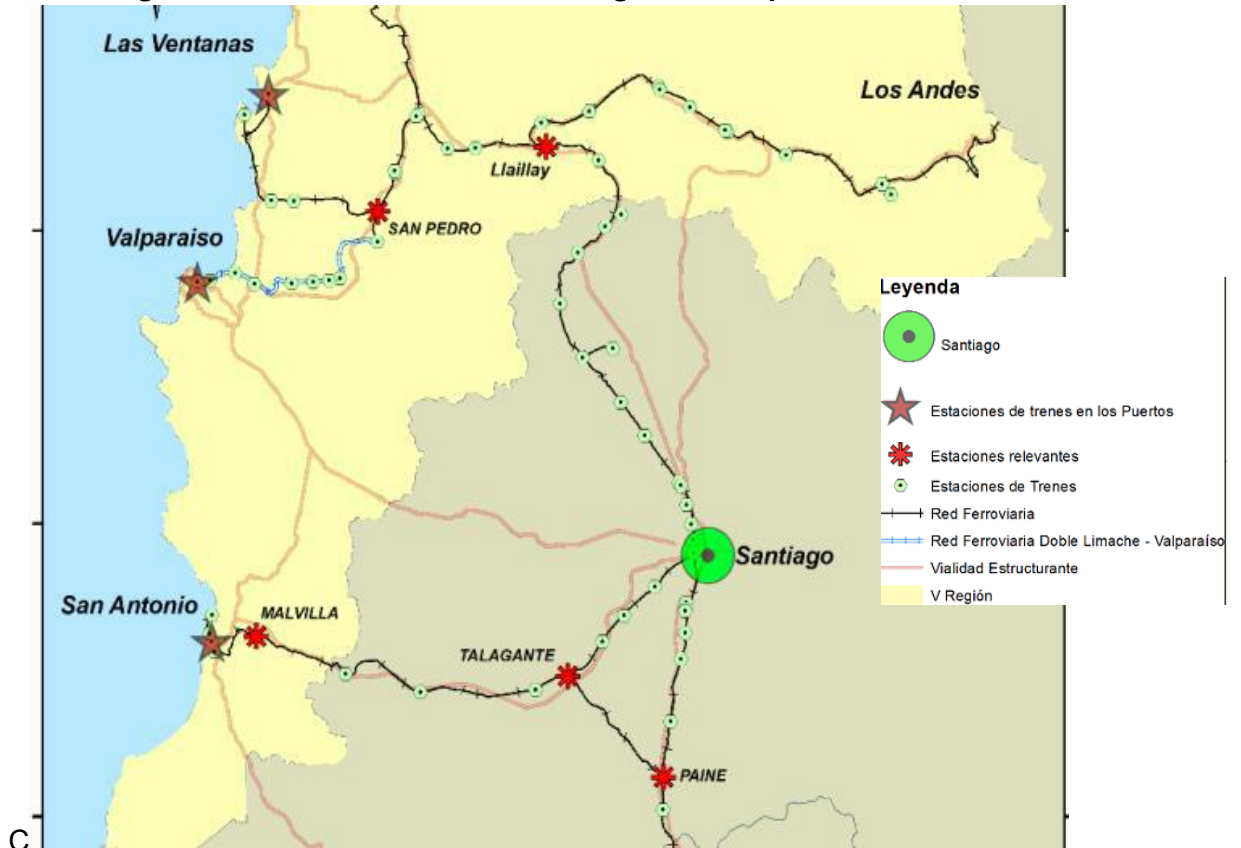 Las Ventanas
Los Andes
Llaillay
SAN PEDRO
Valparaiso
Leyenda
Santiago
Estaciones de trenes en los Puertos
Estaciones relevantes
Estaciones de Trenes
Red Ferroviaria
Red Ferroviaria Doble Limache - Valparaíso
Vialidad Estructurante
V Región
Santiago
San Antonio
MALVILLA
TALAGANTE
PAINE
C